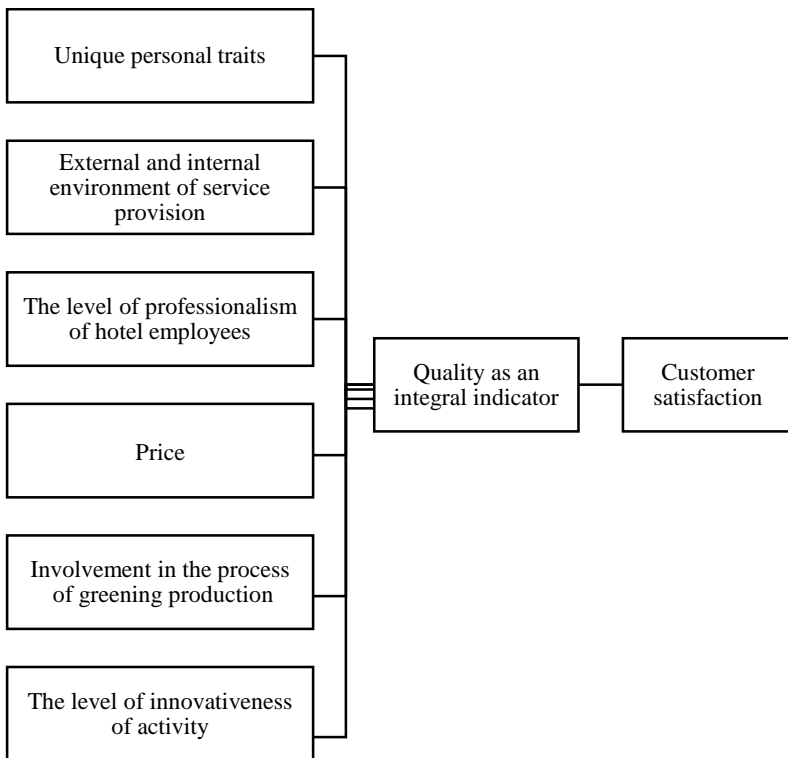 Unique personal traits
External and internal
environment of service
provision
The level of professionalism
of hotel employees
Price
Involvement in the process
of greening production
The level of innovativeness
of activity
Quality as an
integral indicator
Customer
satisfaction